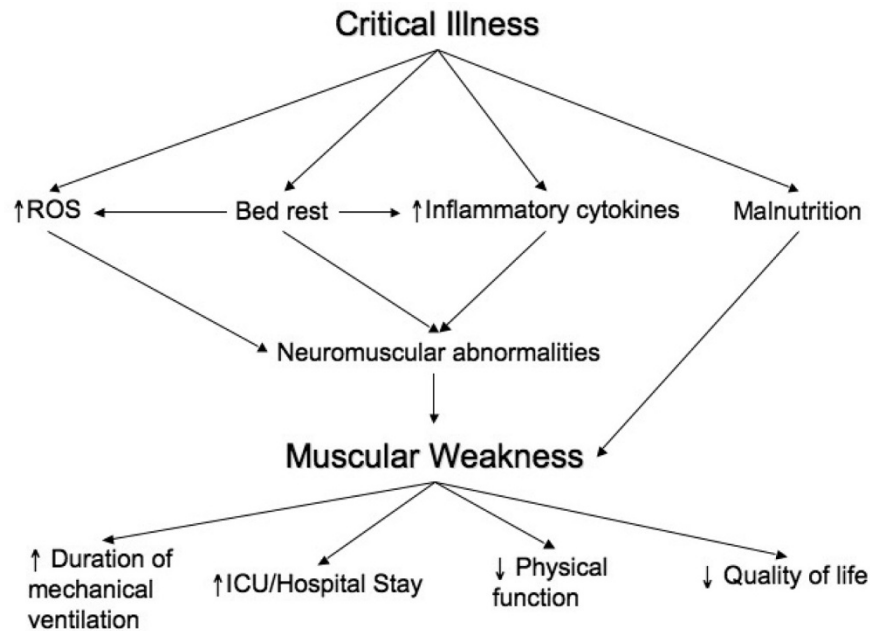 Critical Illness
↑ROS
Bed rest
↑Inflammatory cytokines
Malnutrition
Neuromuscular abnormalities
Muscular Weakness
↑ Duration of
mechanical
ventilation
↑ICU/Hospital Stay
↓ Physical
function
↓ Quality of life